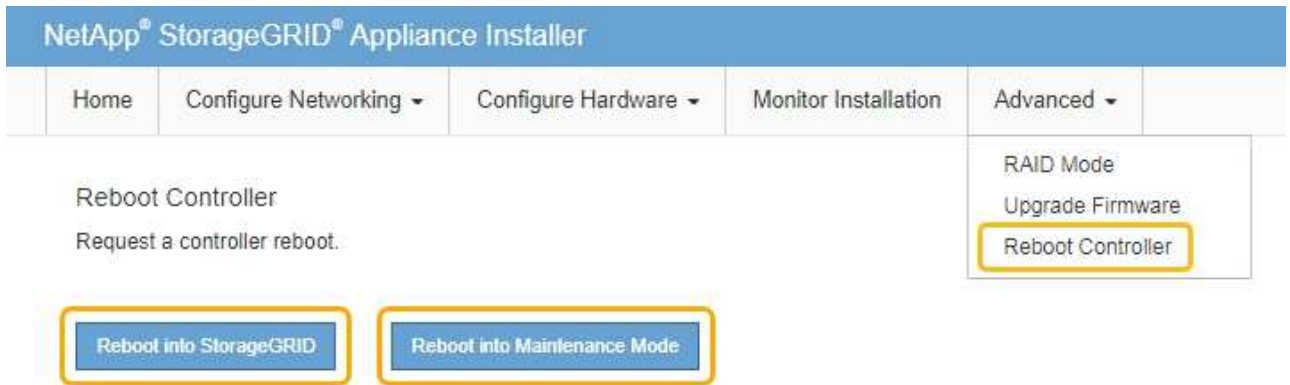 NetApp® StorageGRID® Appliance Installer
Home Configure Networking Configure Hardware Monitor Installation Advanced
RAID Mode
Upgrade Firmware
Reboot Controller
Reboot Controller
Request a controller reboot.
Reboot into StorageGRID Reboot into Maintenance Mode